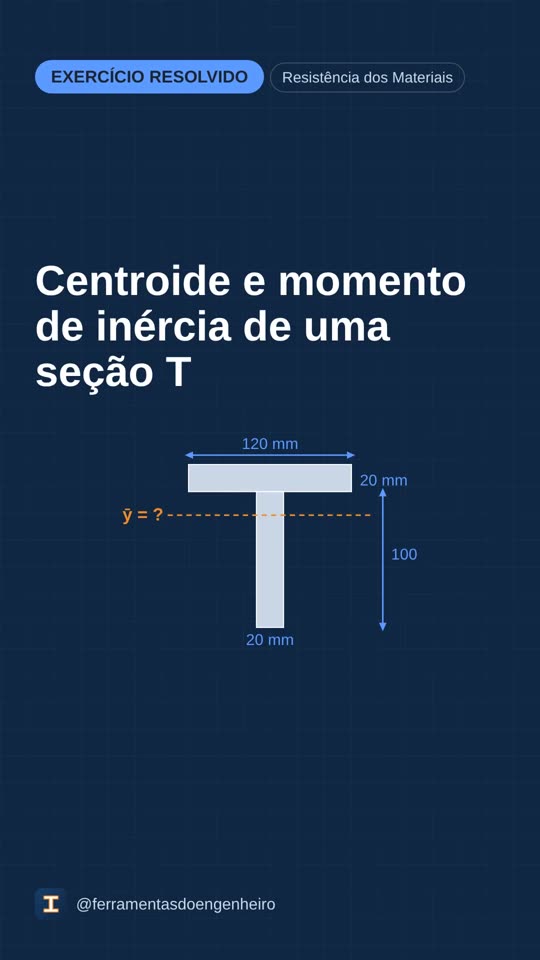 EXERCÍCIO RESOLVIDO
Resistência dos Materiais
Centroide e momento
de inércia de uma
seção T
120 mm
20 mm
ȳ = ?
100
20 mm
@ferramentasdoengenheiro